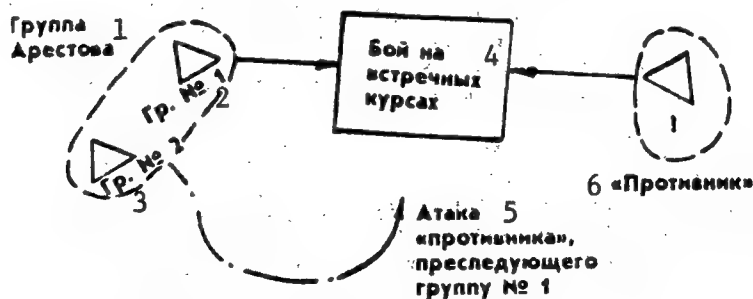 Группа 1
Арестова
Гр. № 1
2
Гр. № 2
3
Бой на
встречных
курсах
4
1
6 «Противник»
Атака 5
«противника»,
преследующего
группу № 1